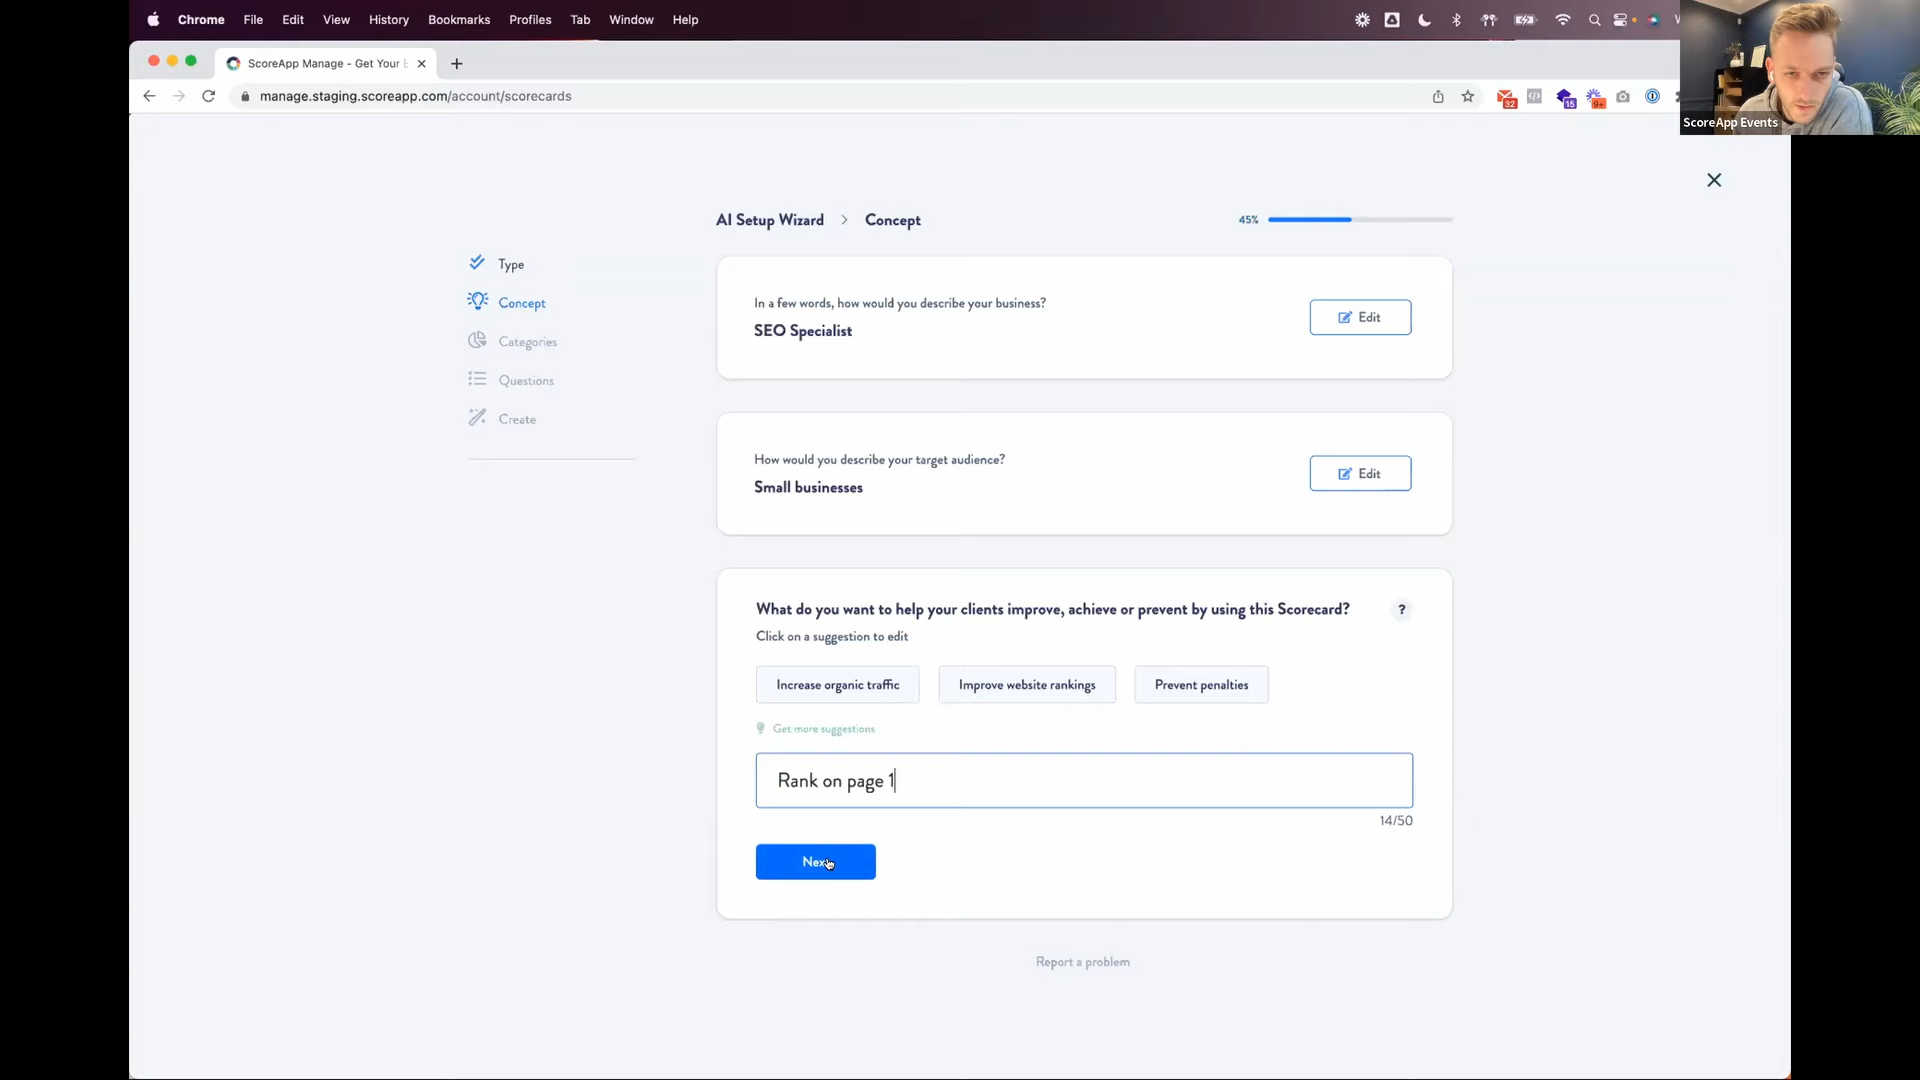 Chrome File Edit View History Bookmarks Profiles Tab Window Help
ScoreApp Manage - Get Your
manage.staging.scoreapp.com/account/scorecards
32
15
9+
ScoreApp Events
AI Setup Wizard > Concept
45%
Type
Concept
Categories
Questions
Create
In a few words, how would you describe your business?
SEO Specialist
Edit
How would you describe your target audience?
Small businesses
Edit
What do you want to help your clients improve, achieve or prevent by using this Scorecard?
?
Click on a suggestion to edit
Increase organic traffic
Improve website rankings
Prevent penalties
Get more suggestions
Rank on page 1
14/50
Next
Report a problem